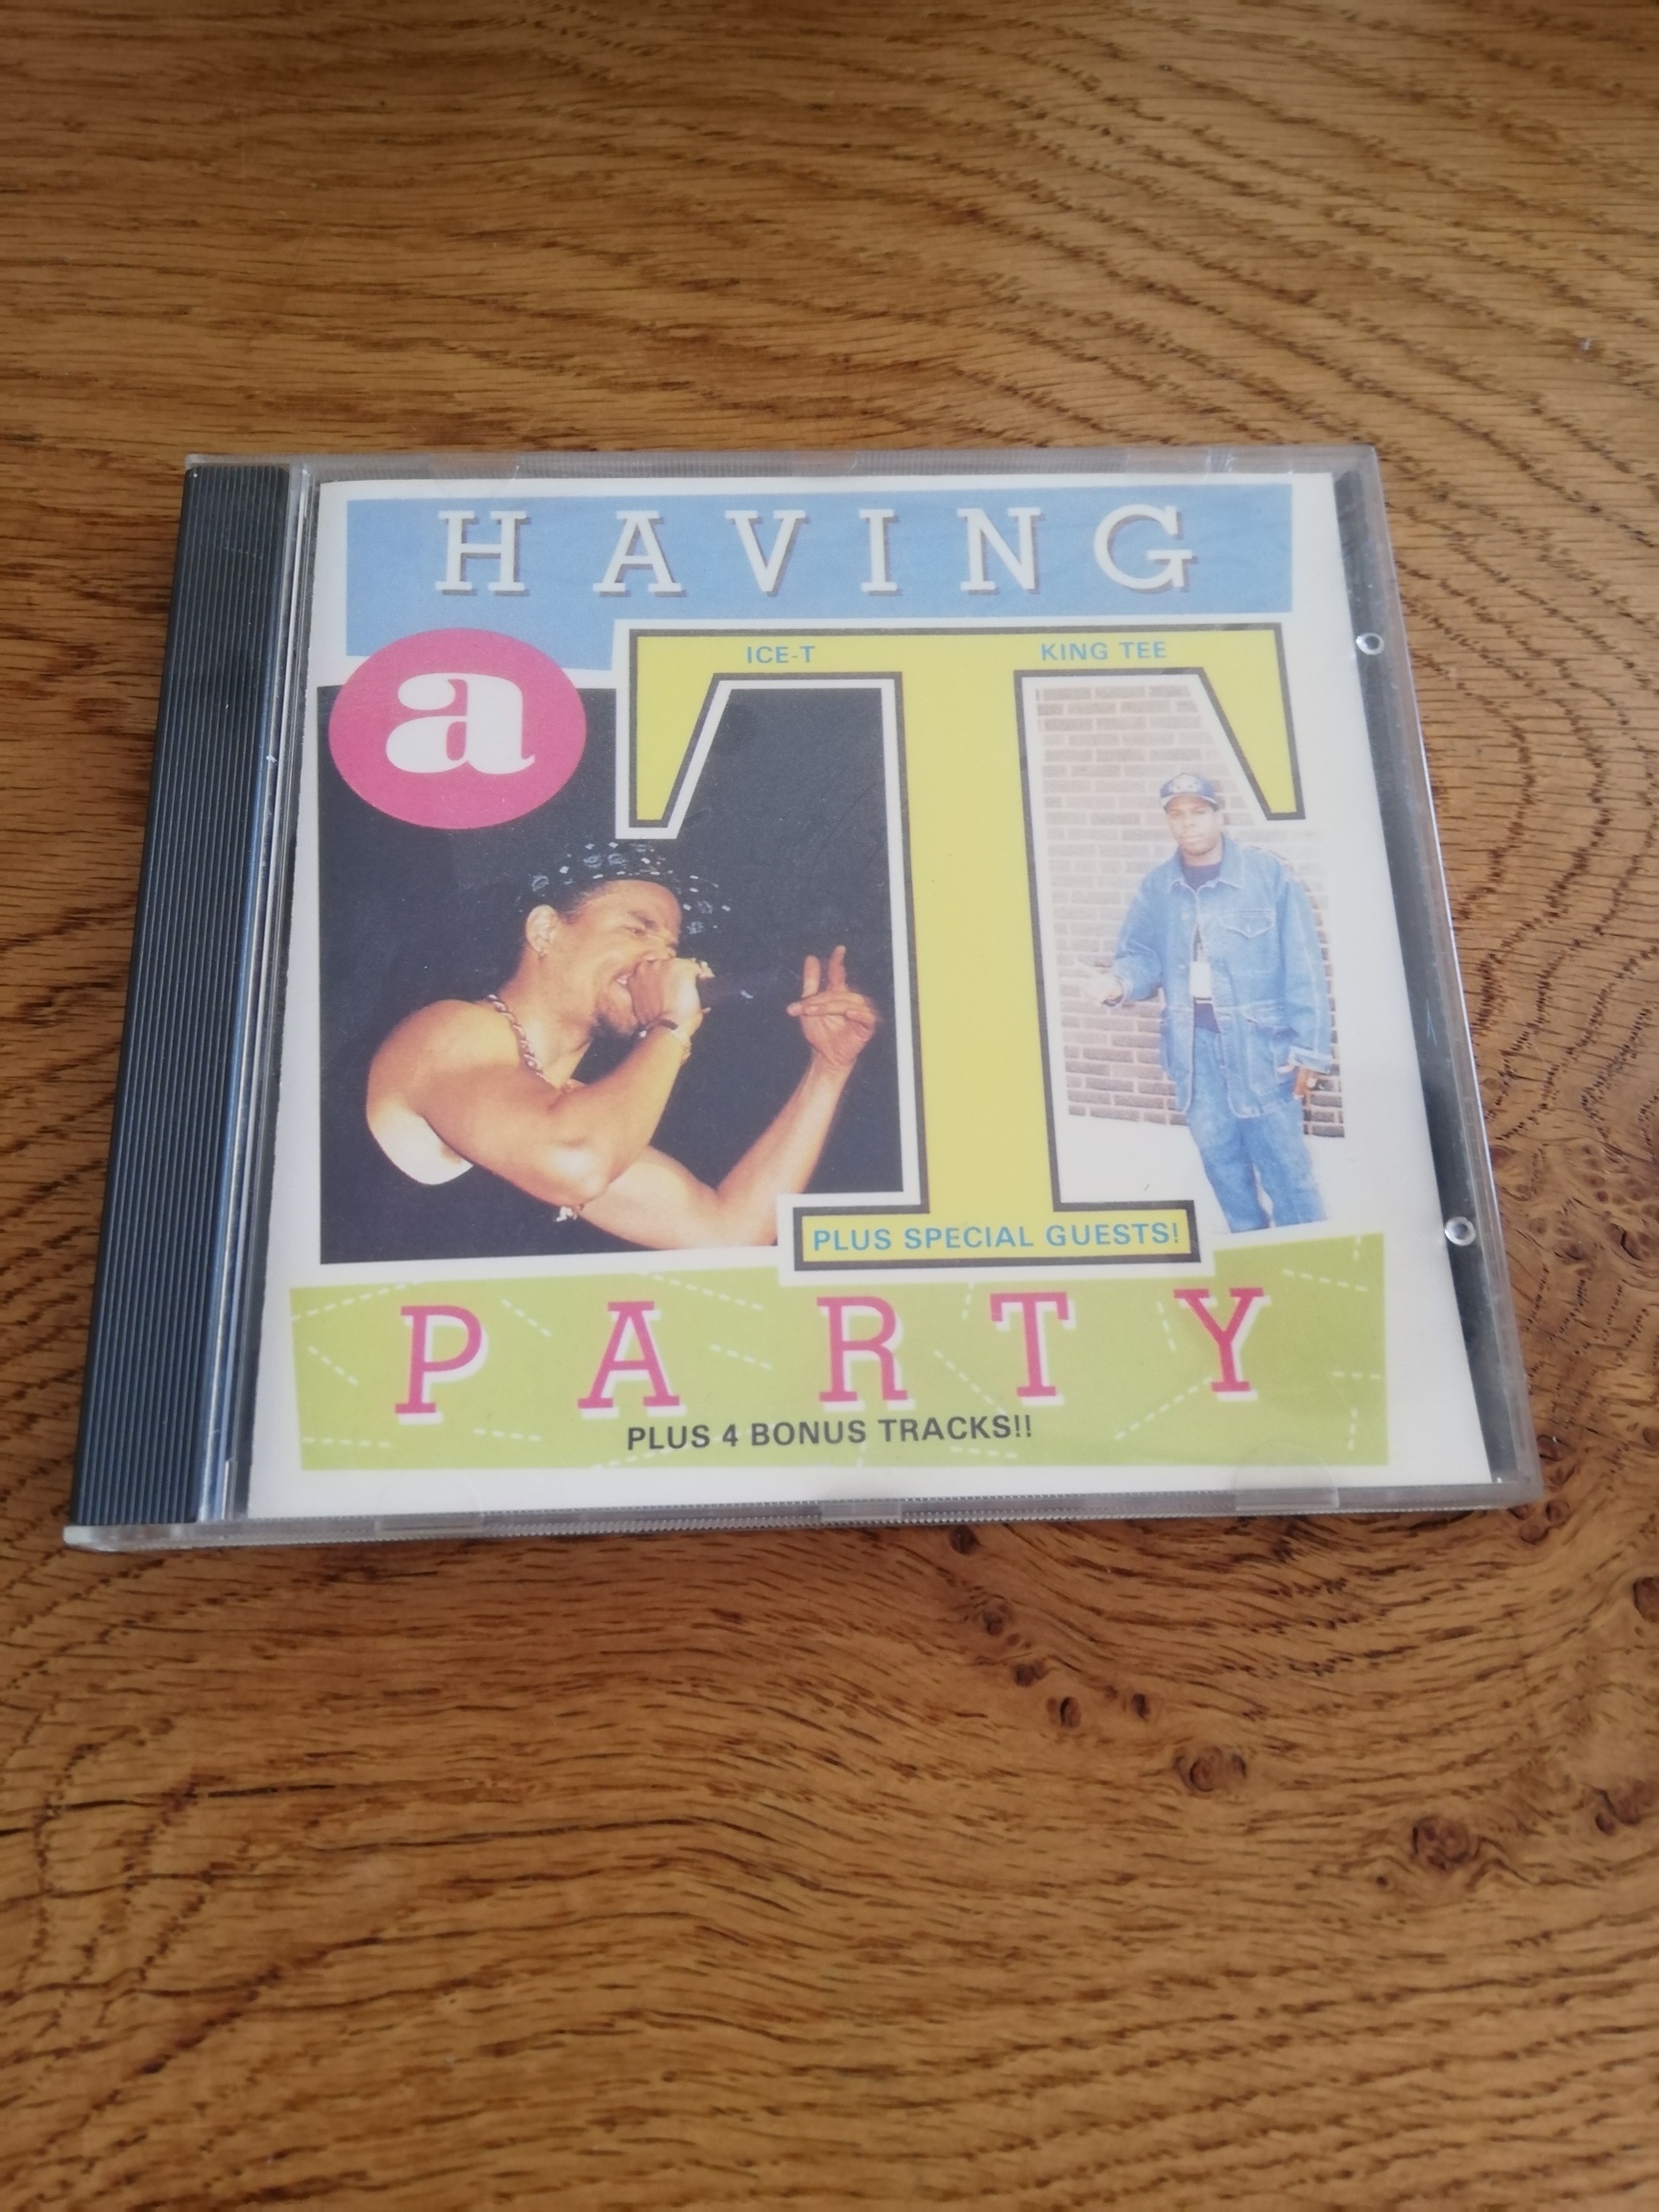 HAVING
a T
ICE-T KING TEE
PLUS SPECIAL GUESTS!
PARTY
PLUS 4 BONUS TRACKS!!